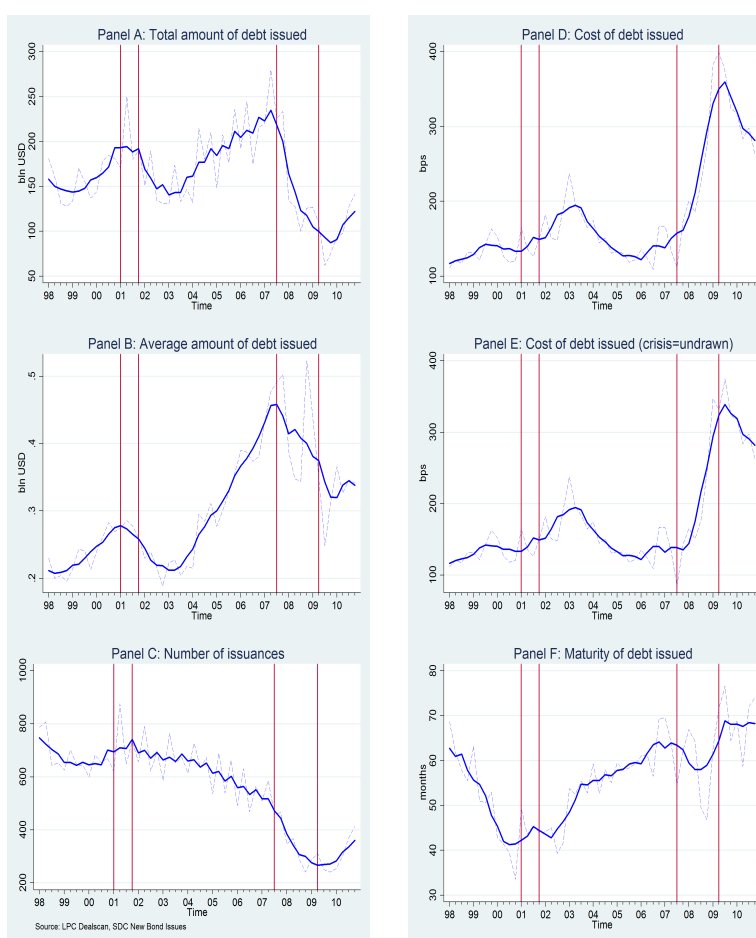 Panel A: Total amount of debt issued
300
250
200
150
100
50
bln USD
98 99 00 01 02 03 04 05 06 07 08 09 10
Time
Panel B: Average amount of debt issued
.5
.4
.3
.2
bln USD
98 99 00 01 02 03 04 05 06 07 08 09 10
Time
Panel C: Number of issuances
1000
800
600
400
200
98 99 00 01 02 03 04 05 06 07 08 09 10
Time
Source: LPC Dealscan, SDC New Bond Issues
Panel D: Cost of debt issued
400
300
200
100
bps
98 99 00 01 02 03 04 05 06 07 08 09 10
Time
Panel E: Cost of debt issued (crisis=undrawn)
400
300
200
100
bps
98 99 00 01 02 03 04 05 06 07 08 09 10
Time
Panel F: Maturity of debt issued
80
70
60
50
40
30
months
98 99 00 01 02 03 04 05 06 07 08 09 10
Time